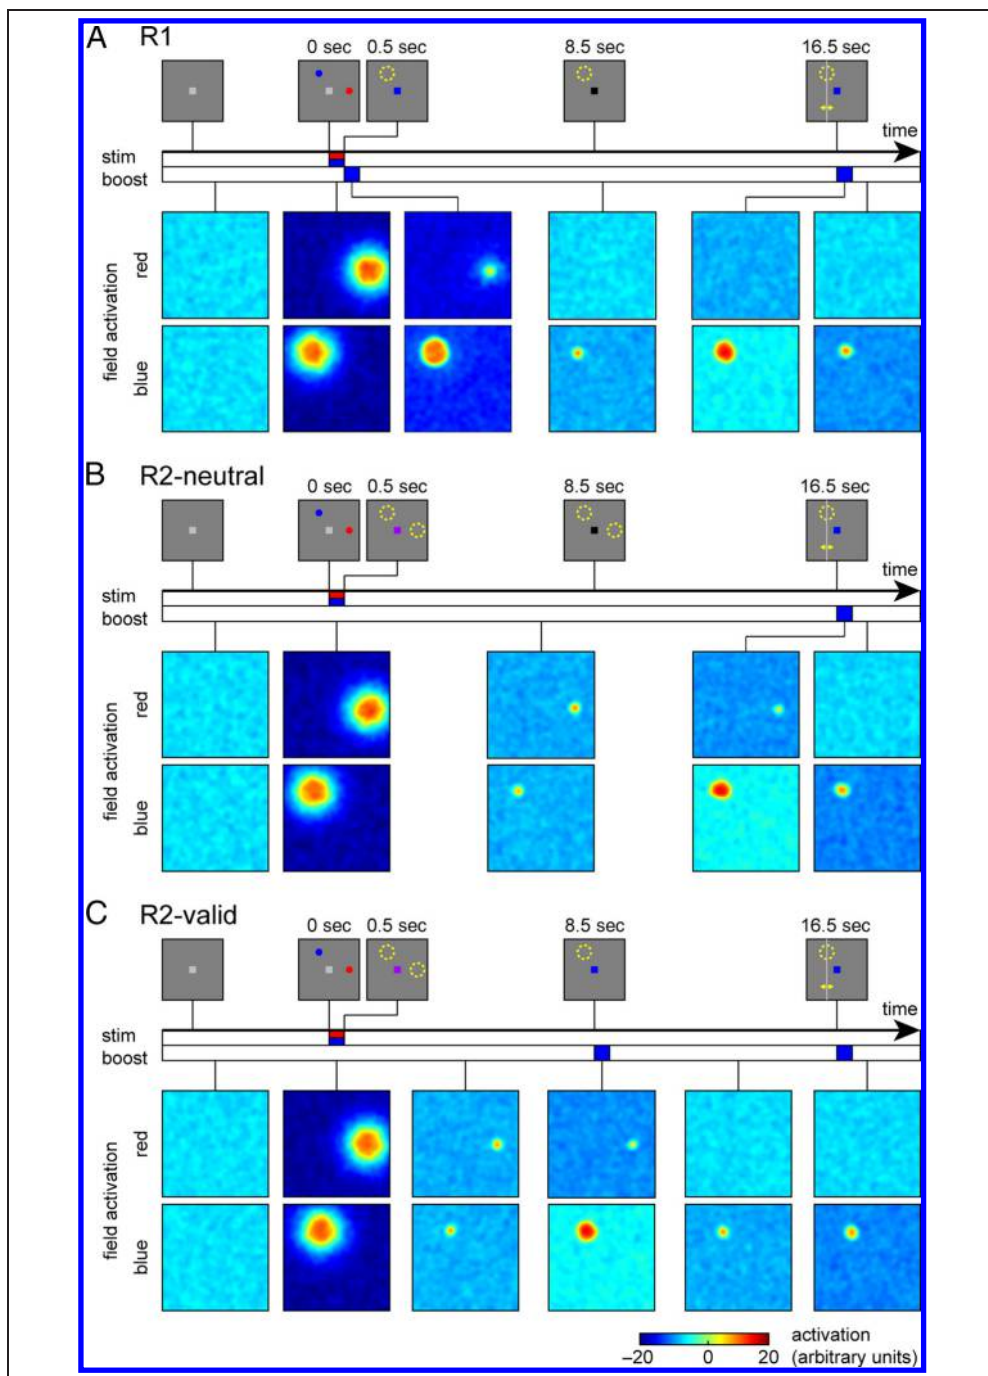 A R1
0 sec 0.5 sec 8.5 sec 16.5 sec
time
stim
boost
field activation
red
blue
B R2-neutral
0 sec 0.5 sec 8.5 sec 16.5 sec
time
stim
boost
field activation
red
blue
C R2-valid
0 sec 0.5 sec 8.5 sec 16.5 sec
time
stim
boost
field activation
red
blue
activation
−20 0 20 (arbitrary units)